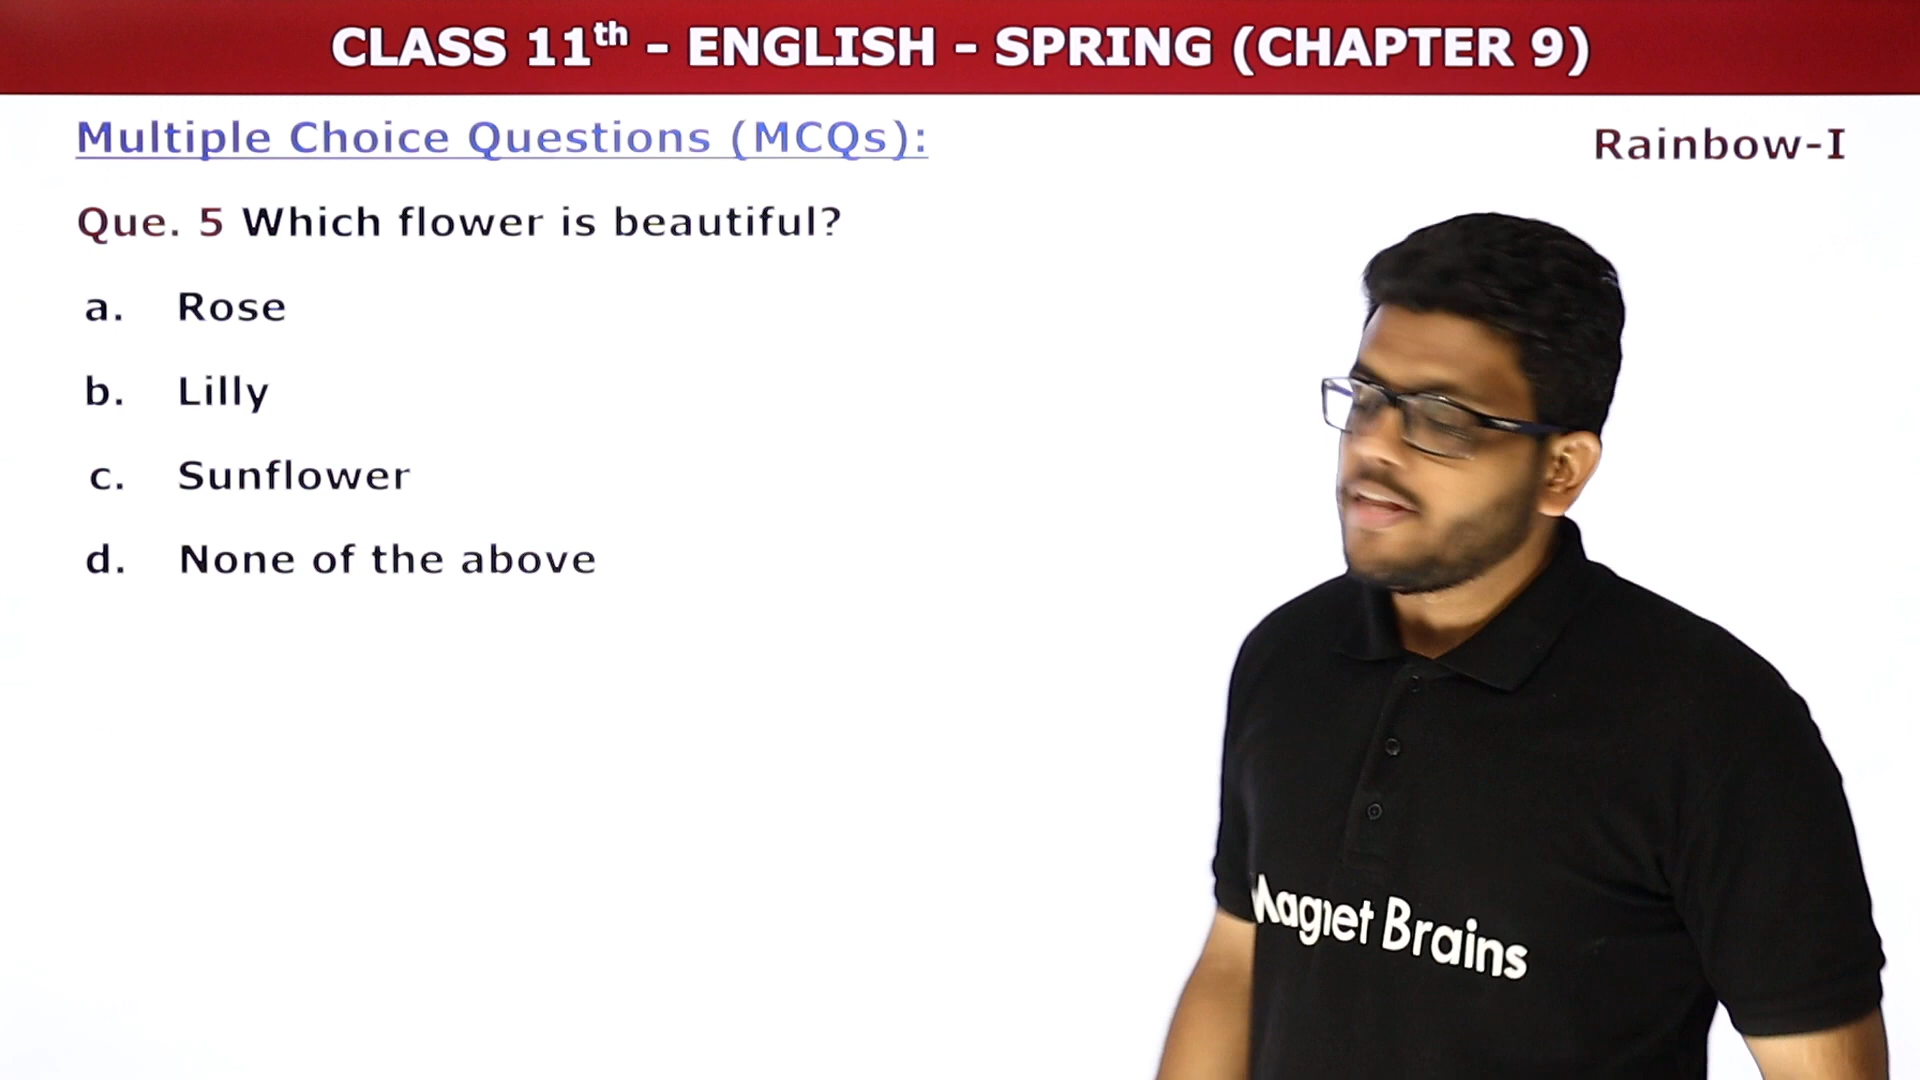 CLASS 11th - ENGLISH - SPRING (CHAPTER 9)
Multiple Choice Questions (MCQs):
Rainbow-I
Que. 5 Which flower is beautiful?
a. Rose
b. Lilly
c. Sunflower
d. None of the above
Magnet Brains